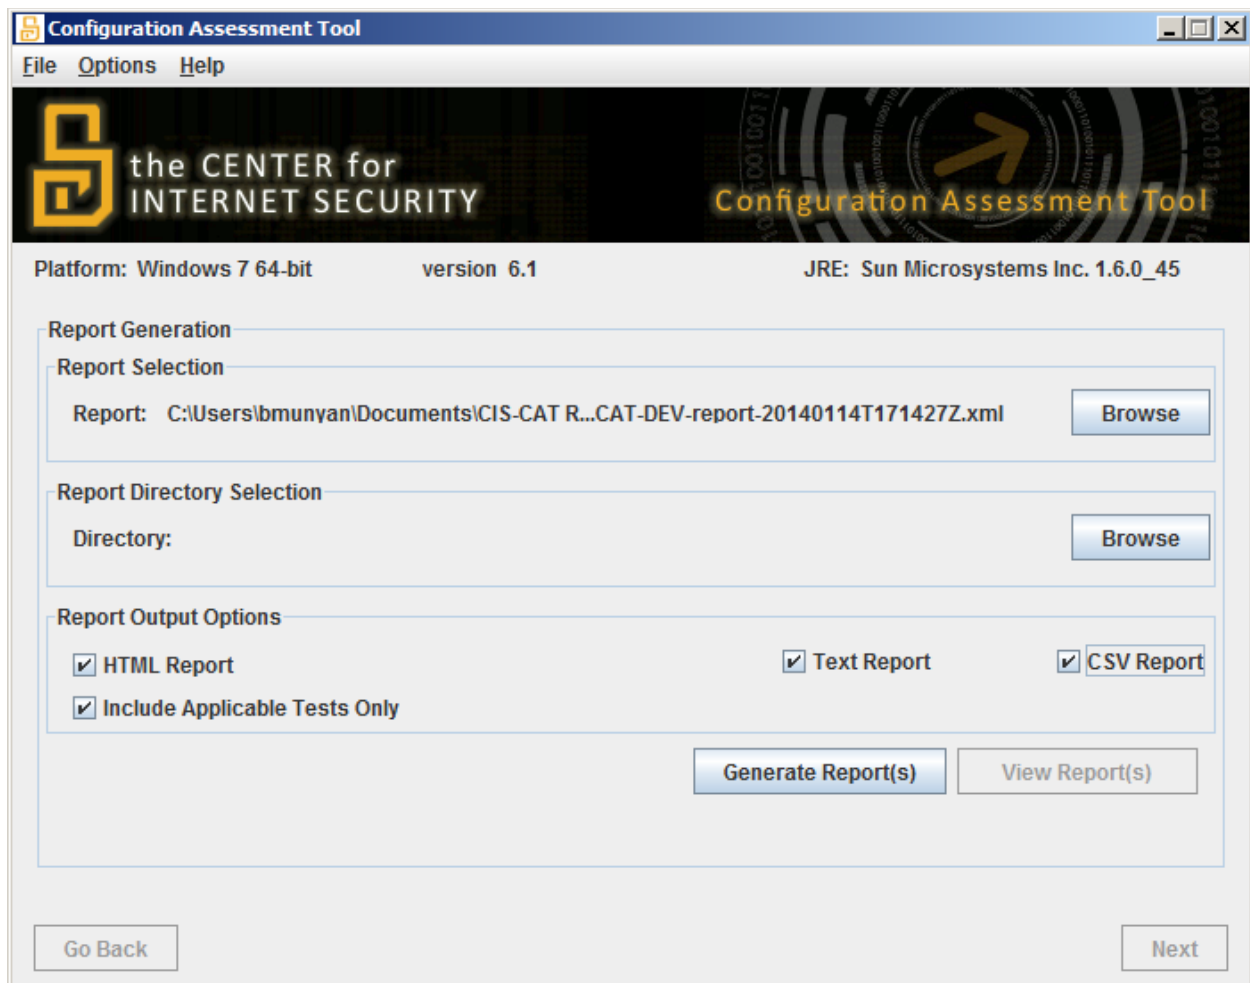 Configuration Assessment Tool
File Options Help
the CENTER for
INTERNET SECURITY
Configuration Assessment Tool
Platform: Windows 7 64-bit version 6.1 JRE: Sun Microsystems Inc. 1.6.0_45
Report Generation
Report Selection
Report: C:\Users\bmunyan\Documents\CIS-CAT R...CAT-DEV-report-20140114T171427Z.xml Browse
Report Directory Selection
Directory: Browse
Report Output Options
HTML Report Text Report CSV Report
Include Applicable Tests Only
Generate Report(s) View Report(s)
Go Back Next